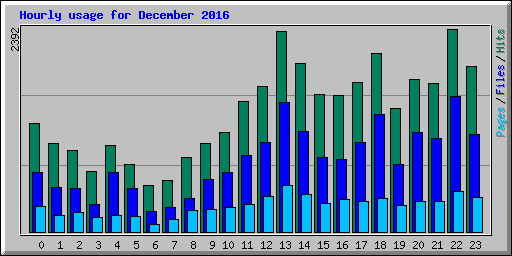 Hourly usage for December 2016
2392
Pages / Files / Hits
0 1 2 3 4 5 6 7 8 9 10 11 12 13 14 15 16 17 18 19 20 21 22 23